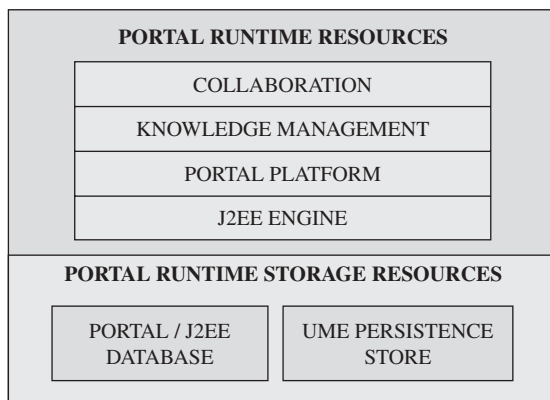 PORTAL RUNTIME RESOURCES
COLLABORATION
KNOWLEDGE MANAGEMENT
PORTAL PLATFORM
J2EE ENGINE
PORTAL RUNTIME STORAGE RESOURCES
PORTAL / J2EE
DATABASE
UME PERSISTENCE
STORE